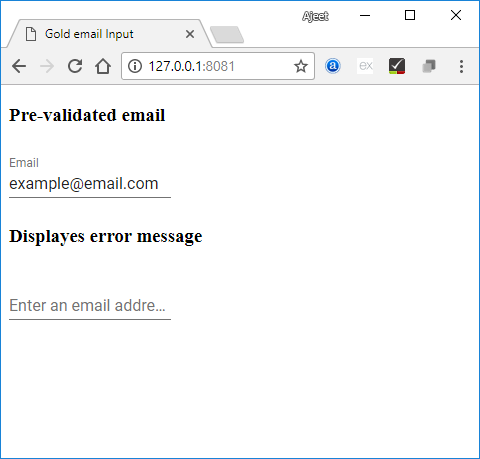 Ajeet
Gold email Input
127.0.0.1:8081
a
ex
Pre-validated email
Email
example@email.com
Displayes error message
Enter an email addre...